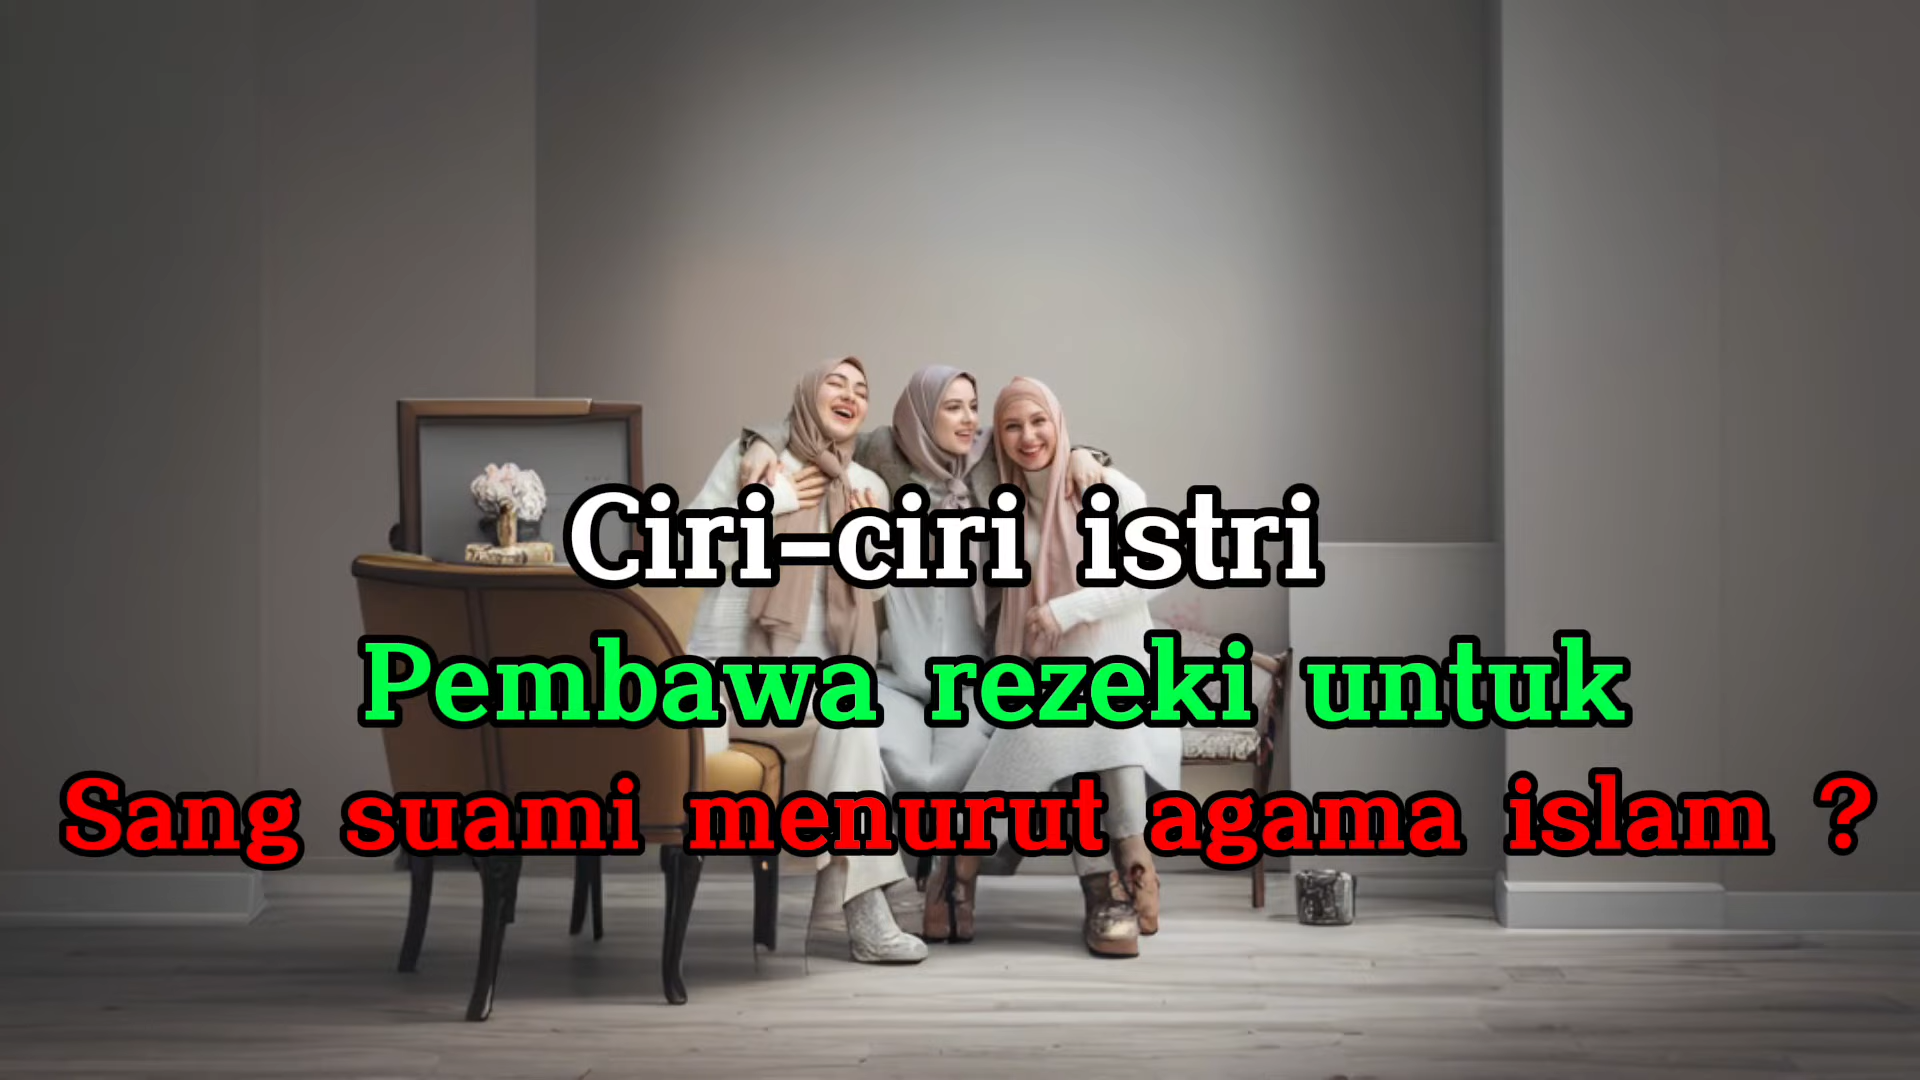 Ciri-ciri istri
Pembawa rezeki untuk
Sang suami menurut agama islam ?